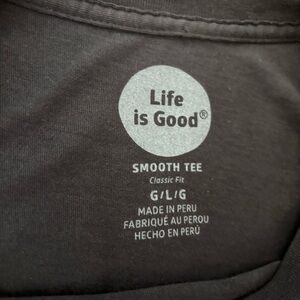 Life
is Good®
SMOOTH TEE
Classic Fit
G/L/G
MADE IN PERU
FABRIQUÉ AU PEROU
HECHO EN PERÚ